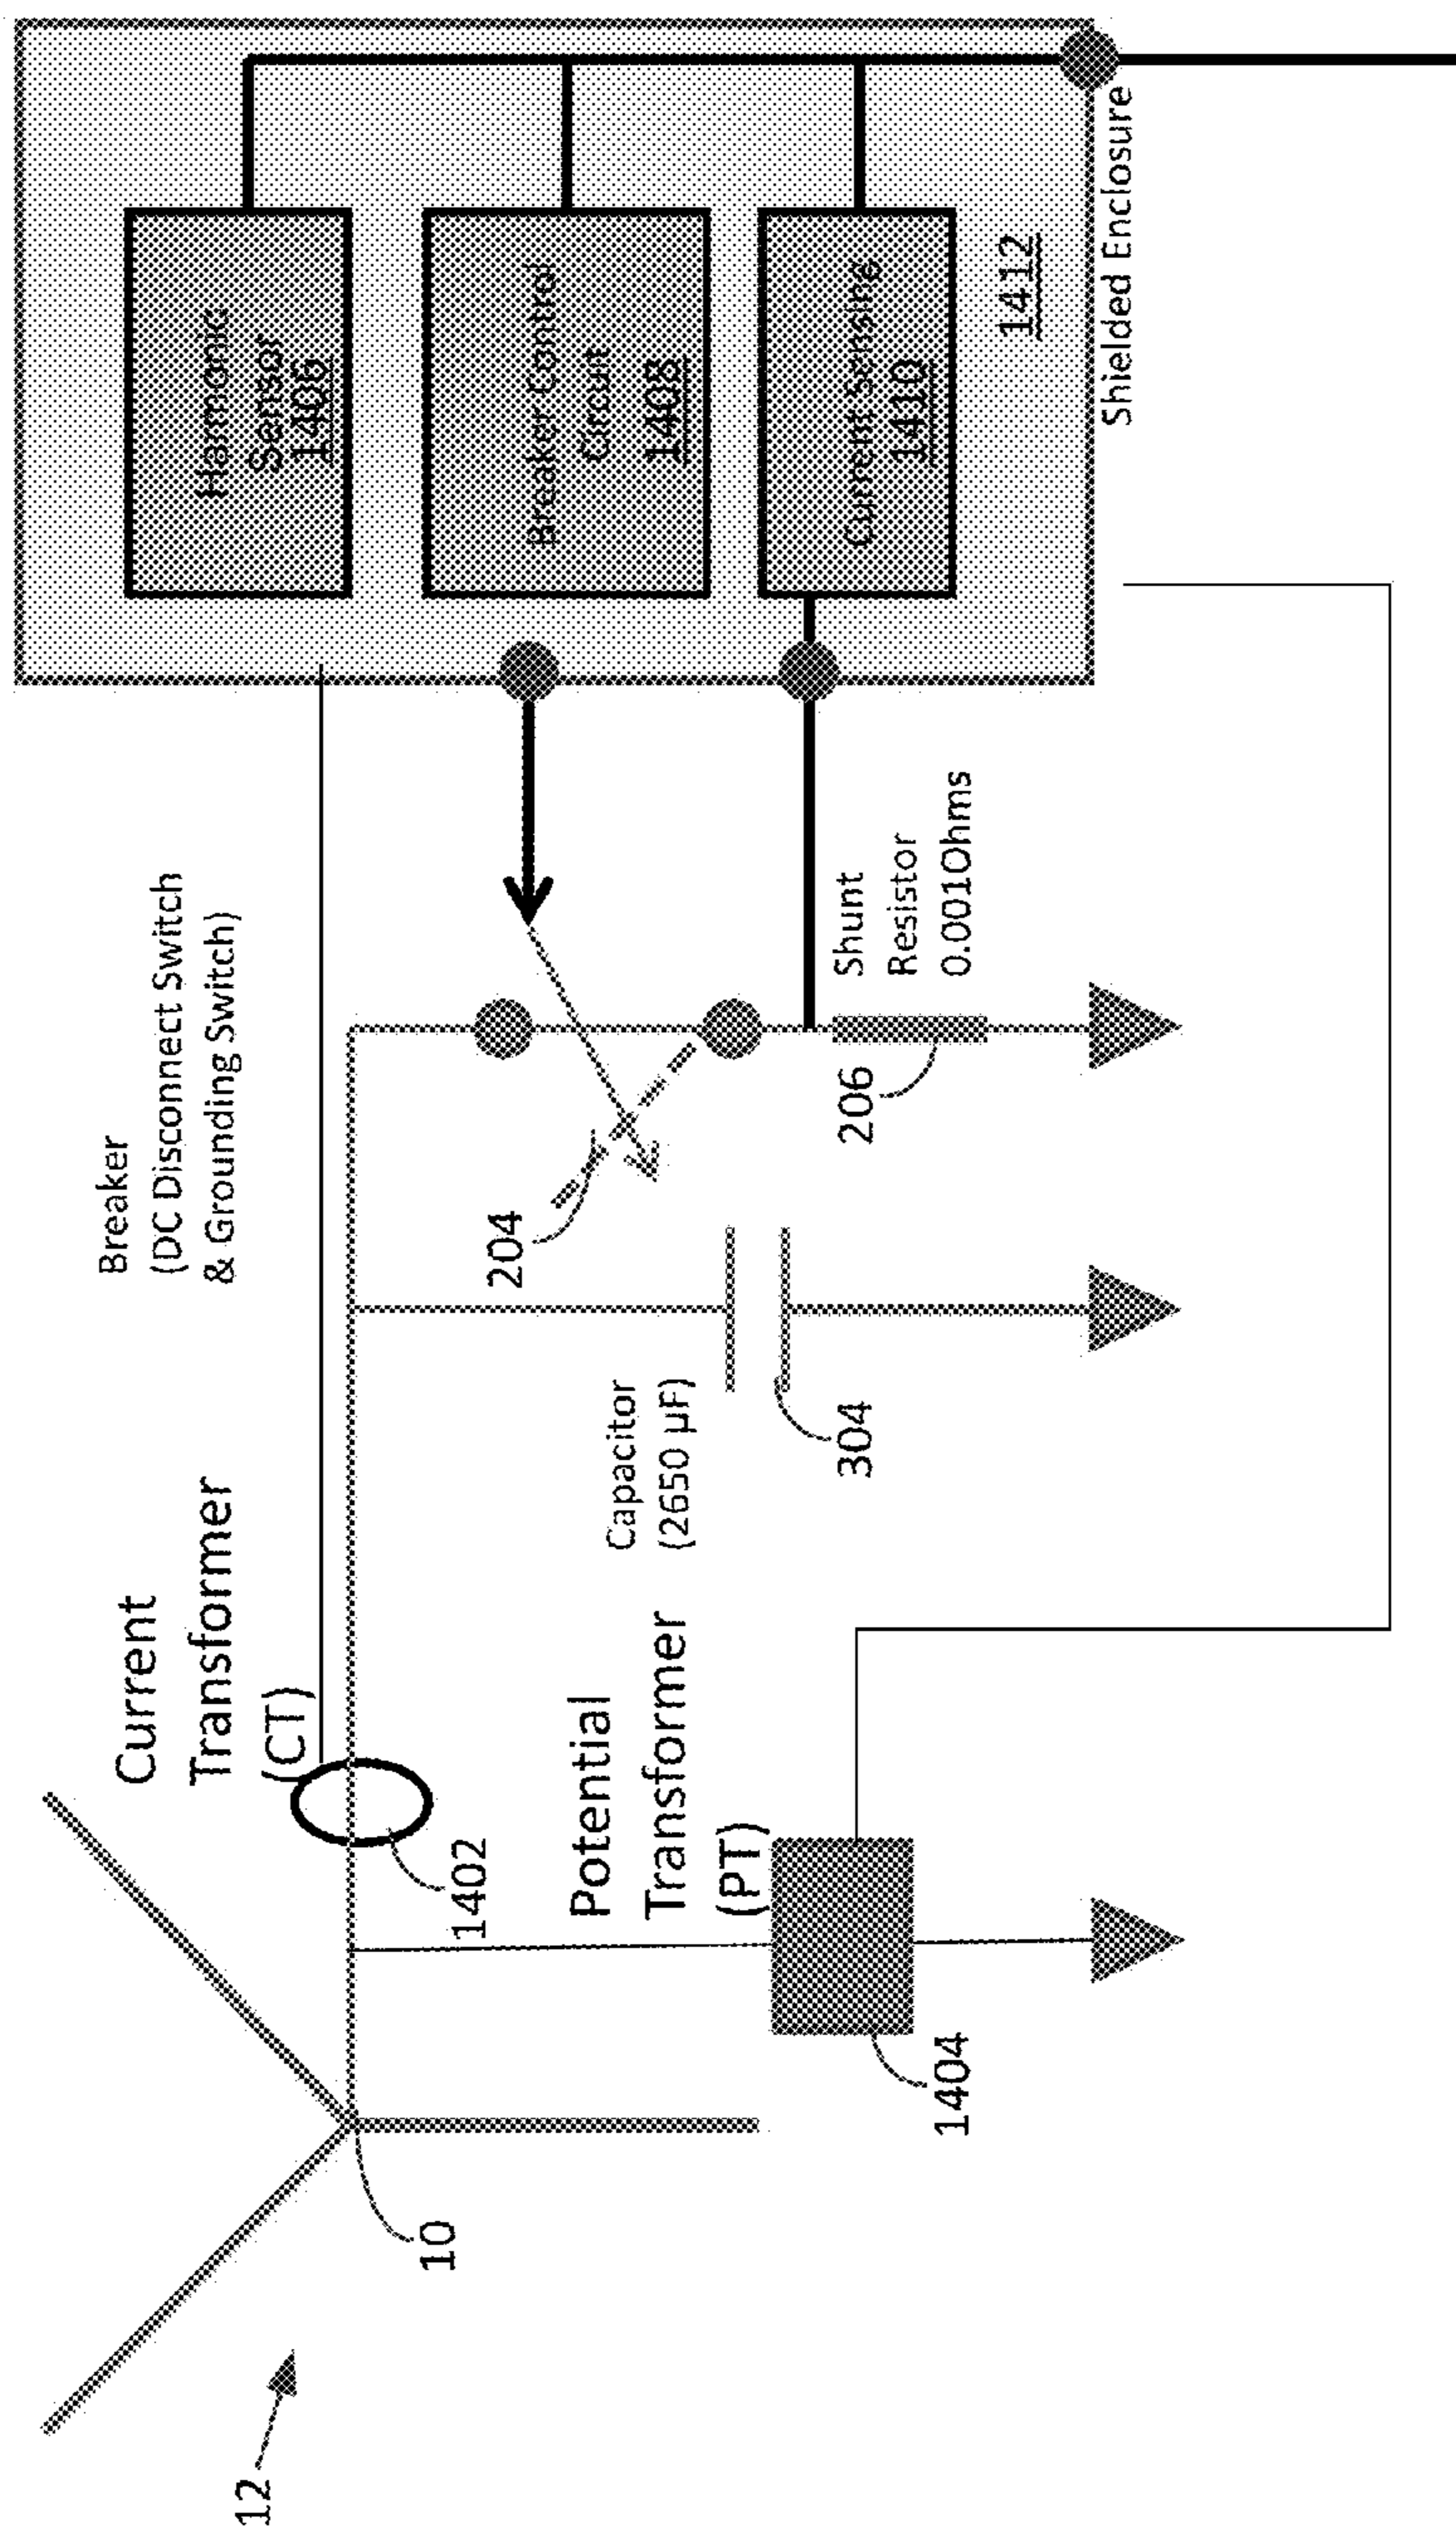 Harmonic
Sensor
1406
Breaker Control
Circuit
1408
Current Sensing
1410
1412
Shielded Enclosure
Breaker
(DC Disconnect Switch
& Grounding Switch)
Current
Transformer
(CT)
1402
Potential
Transformer
(PT)
1404
Capacitor
(2650 µF)
304
204
Shunt
Resistor
0.001Ohms
206
10
12